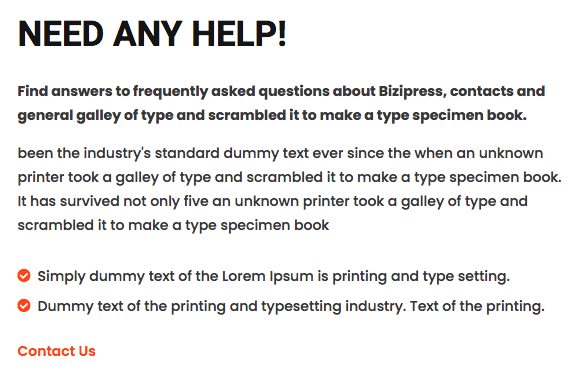 NEED ANY HELP!
Find answers to frequently asked questions about Bizipress, contacts and
general galley of type and scrambled it to make a type specimen book.
been the industry's standard dummy text ever since the when an unknown
printer took a galley of type and scrambled it to make a type specimen book.
It has survived not only five an unknown printer took a galley of type and
scrambled it to make a type specimen book
Simply dummy text of the Lorem Ipsum is printing and type setting.
Dummy text of the printing and typesetting industry. Text of the printing.
Contact Us